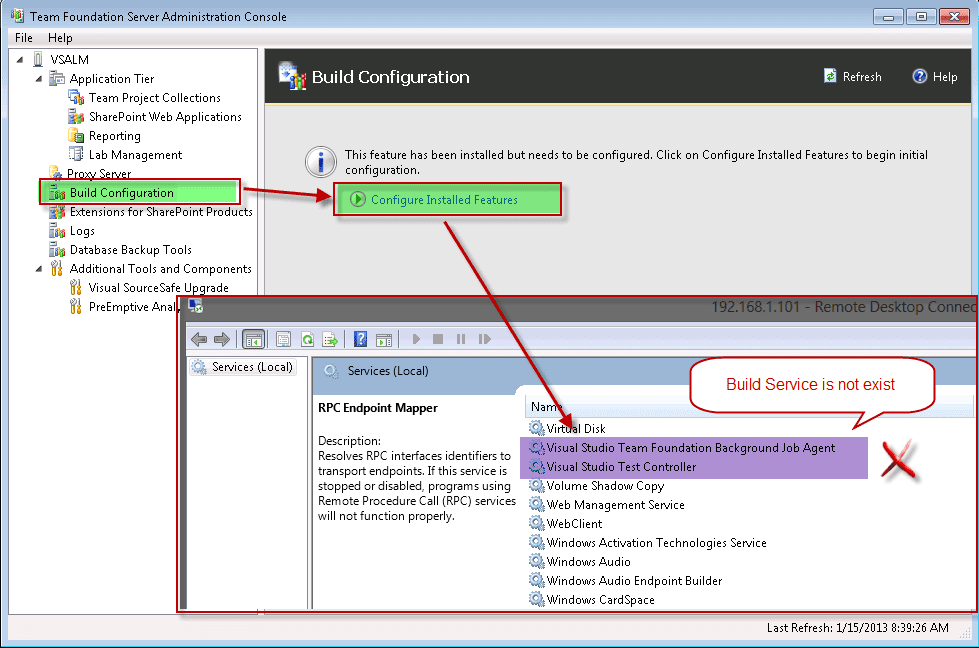 Team Foundation Server Administration Console
File Help
VSALM
Application Tier
Team Project Collections
SharePoint Web Applications
Reporting
Lab Management
Proxy Server
Build Configuration
Extensions for SharePoint Products
Logs
Database Backup Tools
Additional Tools and Components
Visual SourceSafe Upgrade
PreEmptive Anal
Build Configuration
Refresh
Help
This feature has been installed but needs to be configured. Click on Configure Installed Features to begin initial
configuration.
Configure Installed Features
192.168.1.101 - Remote Desktop Connec
Services (Local)
Services (Local)
RPC Endpoint Mapper
Description:
Resolves RPC interfaces identifiers to
transport endpoints. If this service is
stopped or disabled, programs using
Remote Procedure Call (RPC) services
will not function properly.
Build Service is not exist
Name
Virtual Disk
Visual Studio Team Foundation Background Job Agent
Visual Studio Test Controller
Volume Shadow Copy
Web Management Service
WebClient
Windows Activation Technologies Service
Windows Audio
Windows Audio Endpoint Builder
Windows CardSpace
Last Refresh: 1/15/2013 8:39:26 AM